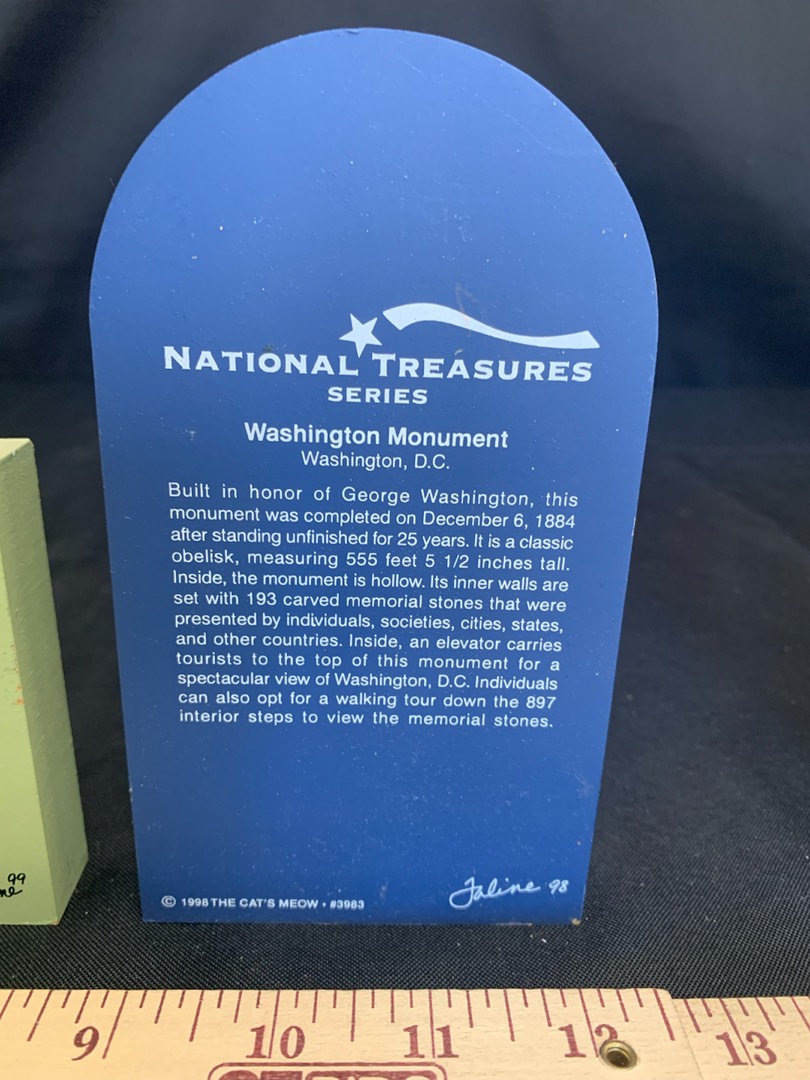 NATIONAL TREASURES
SERIES
Washington Monument
Washington, D.C.
Built in honor of George Washington, this
monument was completed on December 6, 1884
after standing unfinished for 25 years. It is a classic
obelisk, measuring 555 feet 5 1/2 inches tall.
Inside, the monument is hollow. Its inner walls are
set with 193 carved memorial stones that were
presented by individuals, societies, cities, states,
and other countries. Inside, an elevator carries
tourists to the top of this monument for a
spectacular view of Washington, D.C. Individuals
can also opt for a walking tour down the 897
interior steps to view the memorial stones.
© 1998 THE CAT'S MEOW • #3983
Faline 98
99
9 10 11 12 13